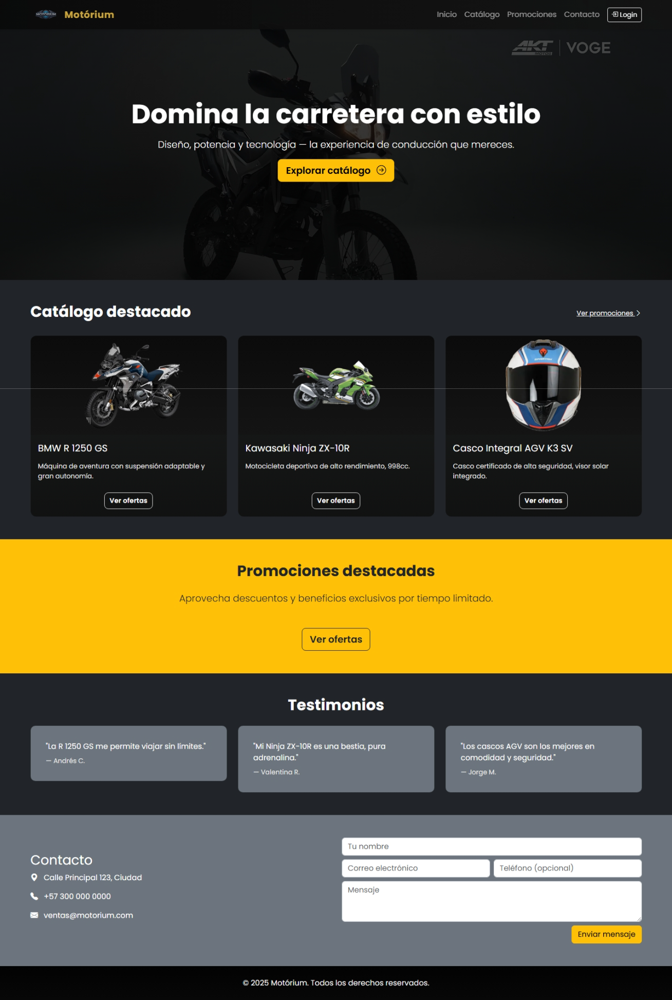 MOTORIUM
Motórium
Inicio Catálogo Promociones Contacto Login
AKT MOTOS | VOGE
Domina la carretera con estilo
Diseño, potencia y tecnología — la experiencia de conducción que mereces.
Explorar catálogo
Catálogo destacado
Ver promociones
SPARTAN
BMW R 1250 GS
Máquina de aventura con suspensión adaptable y
gran autonomía.
Ver ofertas
Kawasaki Ninja ZX-10R
Motocicleta deportiva de alto rendimiento, 998cc.
Ver ofertas
Casco Integral AGV K3 SV
Casco certificado de alta seguridad, visor solar
integrado.
Ver ofertas
Promociones destacadas
Aprovecha descuentos y beneficios exclusivos por tiempo limitado.
Ver ofertas
Testimonios
"La R 1250 GS me permite viajar sin límites."
— Andrés C.
"Mi Ninja ZX-10R es una bestia, pura
adrenalina."
— Valentina R.
"Los cascos AGV son los mejores en
comodidad y seguridad."
— Jorge M.
Contacto
Calle Principal 123, Ciudad
+57 300 000 0000
ventas@motorium.com
Tu nombre
Correo electrónico
Teléfono (opcional)
Mensaje
Enviar mensaje
© 2025 Motórium. Todos los derechos reservados.